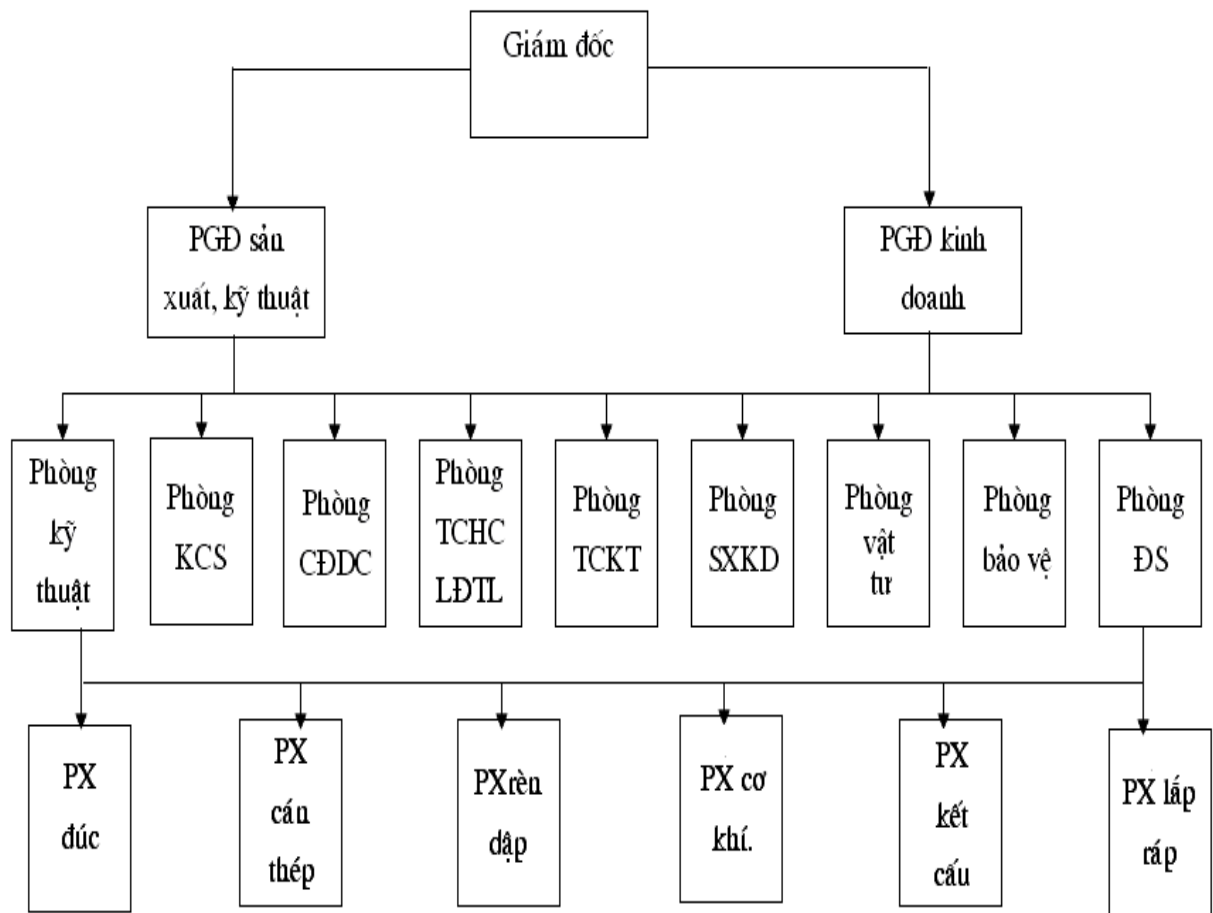 Giám đốc
PGĐ sản
xuất, kỹ thuật
PGĐ kinh
doanh
Phòng
kỹ
thuật
Phòng
KCS
Phòng
CĐDC
Phòng
TCHC
LĐTL
Phòng
TCKT
Phòng
SXKD
Phòng
vật
tư
Phòng
bảo vệ
Phòng
ĐS
PX
đúc
PX
cán
thép
PXrèn
dập
PX cơ
khí.
PX
kết
cấu
PX lắp
ráp